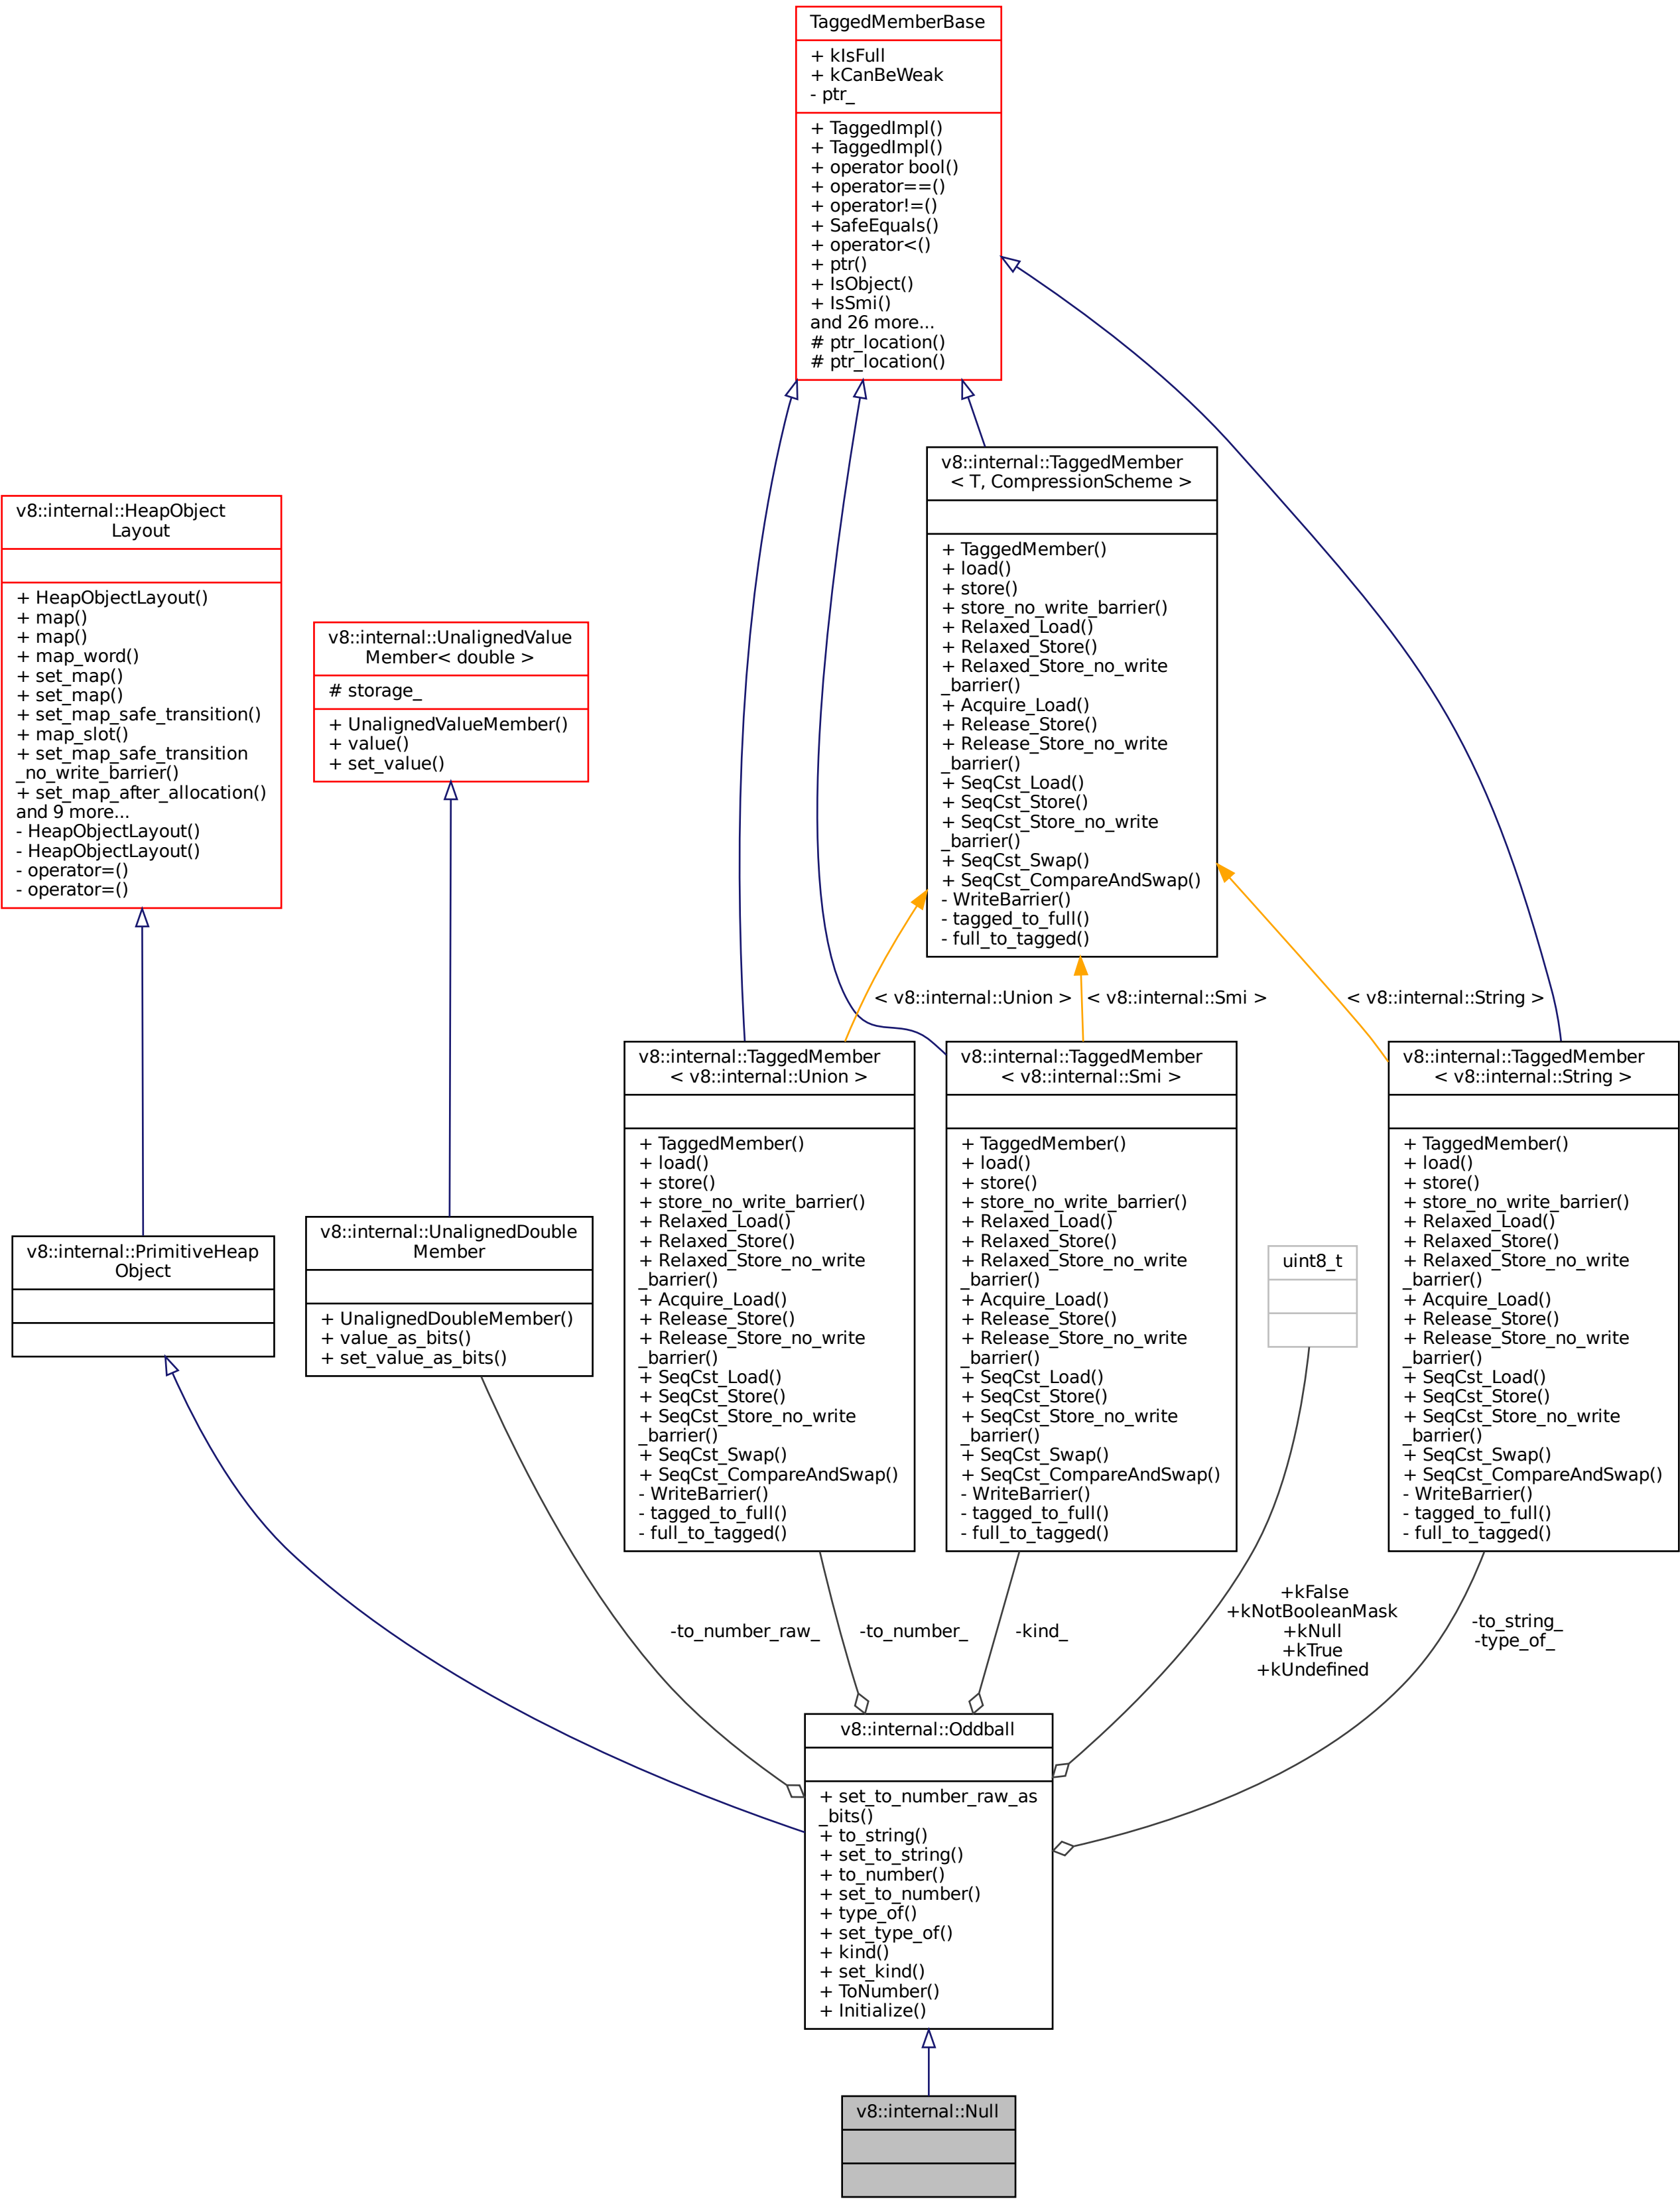 TaggedMemberBase
+ kIsFull
+ kCanBeWeak
- ptr_
+ TaggedImpl()
+ TaggedImpl()
+ operator bool()
+ operator==()
+ operator!=()
+ SafeEquals()
+ operator<()
+ ptr()
+ IsObject()
+ IsSmi()
and 26 more...
# ptr_location()
# ptr_location()
v8::internal::TaggedMember
< T, CompressionScheme >
+ TaggedMember()
+ load()
+ store()
+ store_no_write_barrier()
+ Relaxed_Load()
+ Relaxed_Store()
+ Relaxed_Store_no_write
_barrier()
+ Acquire_Load()
+ Release_Store()
+ Release_Store_no_write
_barrier()
+ SeqCst_Load()
+ SeqCst_Store()
+ SeqCst_Store_no_write
_barrier()
+ SeqCst_Swap()
+ SeqCst_CompareAndSwap()
- WriteBarrier()
- tagged_to_full()
- full_to_tagged()
v8::internal::HeapObject
Layout
+ HeapObjectLayout()
+ map()
+ map()
+ map_word()
+ set_map()
+ set_map()
+ set_map_safe_transition()
+ map_slot()
+ set_map_safe_transition
_no_write_barrier()
+ set_map_after_allocation()
and 9 more...
- HeapObjectLayout()
- HeapObjectLayout()
- operator=()
- operator=()
v8::internal::UnalignedValue
Member< double >
# storage_
+ UnalignedValueMember()
+ value()
+ set_value()
< v8::internal::Union >
< v8::internal::Smi >
< v8::internal::String >
v8::internal::PrimitiveHeap
Object
v8::internal::UnalignedDouble
Member
+ UnalignedDoubleMember()
+ value_as_bits()
+ set_value_as_bits()
v8::internal::TaggedMember
< v8::internal::Union >
+ TaggedMember()
+ load()
+ store()
+ store_no_write_barrier()
+ Relaxed_Load()
+ Relaxed_Store()
+ Relaxed_Store_no_write
_barrier()
+ Acquire_Load()
+ Release_Store()
+ Release_Store_no_write
_barrier()
+ SeqCst_Load()
+ SeqCst_Store()
+ SeqCst_Store_no_write
_barrier()
+ SeqCst_Swap()
+ SeqCst_CompareAndSwap()
- WriteBarrier()
- tagged_to_full()
- full_to_tagged()
v8::internal::TaggedMember
< v8::internal::Smi >
+ TaggedMember()
+ load()
+ store()
+ store_no_write_barrier()
+ Relaxed_Load()
+ Relaxed_Store()
+ Relaxed_Store_no_write
_barrier()
+ Acquire_Load()
+ Release_Store()
+ Release_Store_no_write
_barrier()
+ SeqCst_Load()
+ SeqCst_Store()
+ SeqCst_Store_no_write
_barrier()
+ SeqCst_Swap()
+ SeqCst_CompareAndSwap()
- WriteBarrier()
- tagged_to_full()
- full_to_tagged()
uint8_t
v8::internal::TaggedMember
< v8::internal::String >
+ TaggedMember()
+ load()
+ store()
+ store_no_write_barrier()
+ Relaxed_Load()
+ Relaxed_Store()
+ Relaxed_Store_no_write
_barrier()
+ Acquire_Load()
+ Release_Store()
+ Release_Store_no_write
_barrier()
+ SeqCst_Load()
+ SeqCst_Store()
+ SeqCst_Store_no_write
_barrier()
+ SeqCst_Swap()
+ SeqCst_CompareAndSwap()
- WriteBarrier()
- tagged_to_full()
- full_to_tagged()
-to_number_raw_
-to_number_
-kind_
+kFalse
+kNotBooleanMask
+kNull
+kTrue
+kUndefined
-to_string_
-type_of_
v8::internal::Oddball
+ set_to_number_raw_as
_bits()
+ to_string()
+ set_to_string()
+ to_number()
+ set_to_number()
+ type_of()
+ set_type_of()
+ kind()
+ set_kind()
+ ToNumber()
+ Initialize()
v8::internal::Null